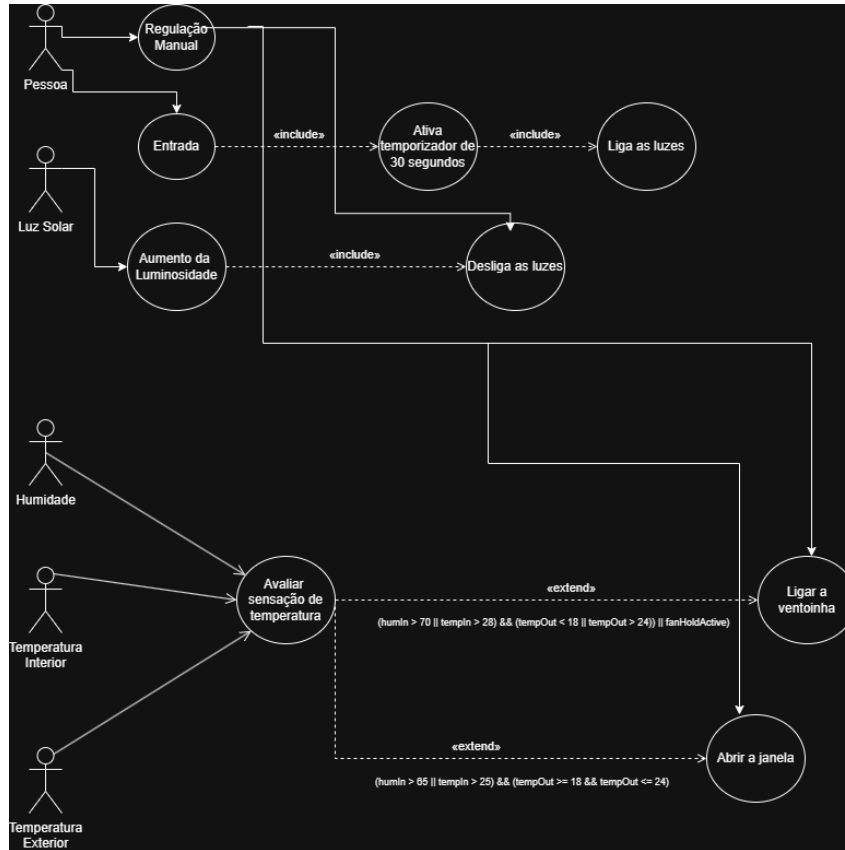 Regulação
Manual
Pessoa
Entrada
«include»
Ativa
temporizador de
30 segundos
«include»
Liga as luzes
Luz Solar
Aumento da
Luminosidade
«include»
Desliga as luzes
Humidade
Avaliar
sensação de
temperatura
«extend»
Ligar a
ventoinha
(humIn > 70 || tempIn > 28) && (tempOut < 18 || tempOut > 24)) || fanHoldActive)
Temperatura
Interior
«extend»
Abrir a janela
(humIn > 65 || tempIn > 25) && (tempOut >= 18 && tempOut <= 24)
Temperatura
Exterior